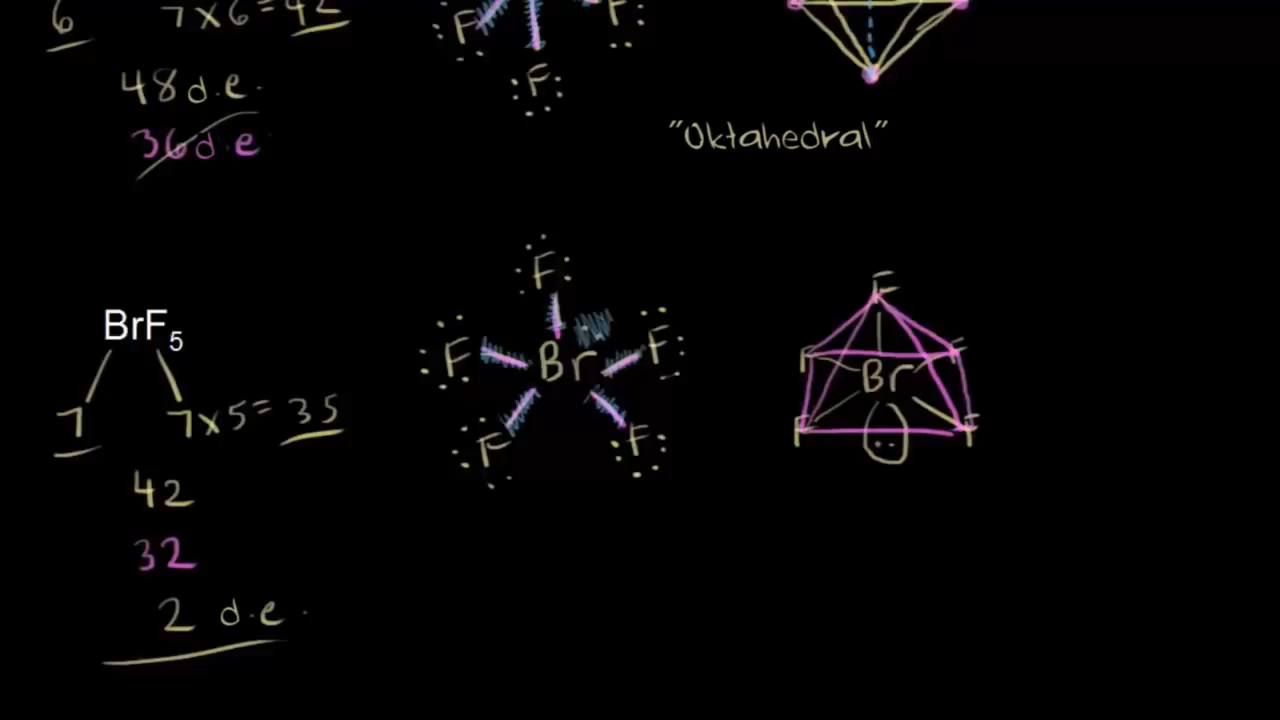 6 7x6=42
48 d.e.
36 d.e
F F
:F:
"Oktahedral"
BrF5
7 7x5=35
42
32
2 d.e.
F
F Br F
F F
F
F F
Br
F F